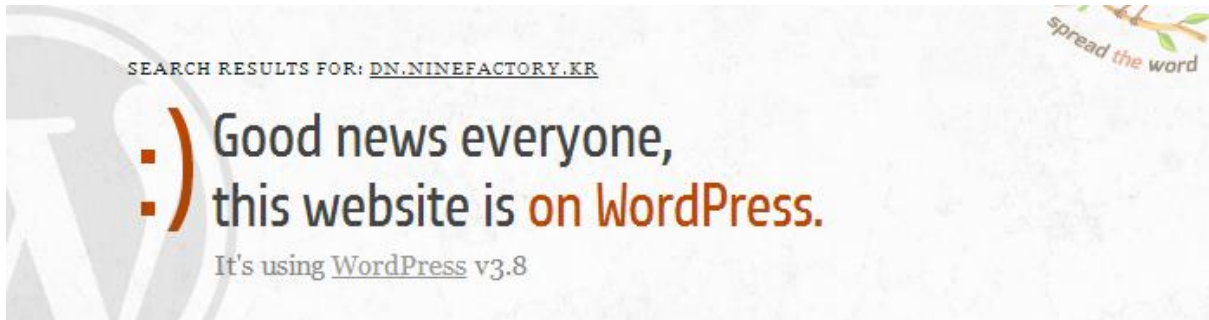 spread the word
SEARCH RESULTS FOR: DN.NINEFACTORY.KR
:) Good news everyone,
this website is on WordPress.
It's using WordPress v3.8